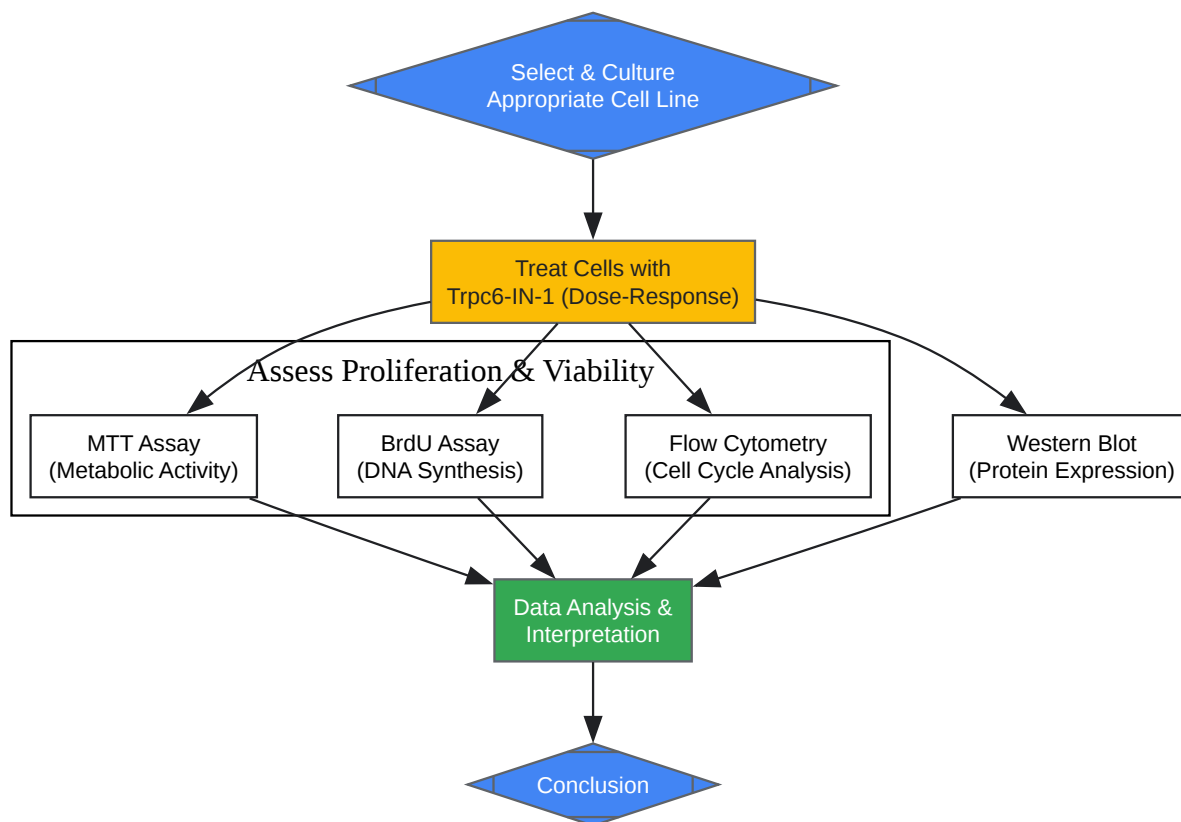 Select & Culture
Appropriate Cell Line
Treat Cells with
Trpc6-IN-1 (Dose-Response)
Assess Proliferation & Viability
MTT Assay
(Metabolic Activity)
BrdU Assay
(DNA Synthesis)
Flow Cytometry
(Cell Cycle Analysis)
Western Blot
(Protein Expression)
Data Analysis &
Interpretation
Conclusion